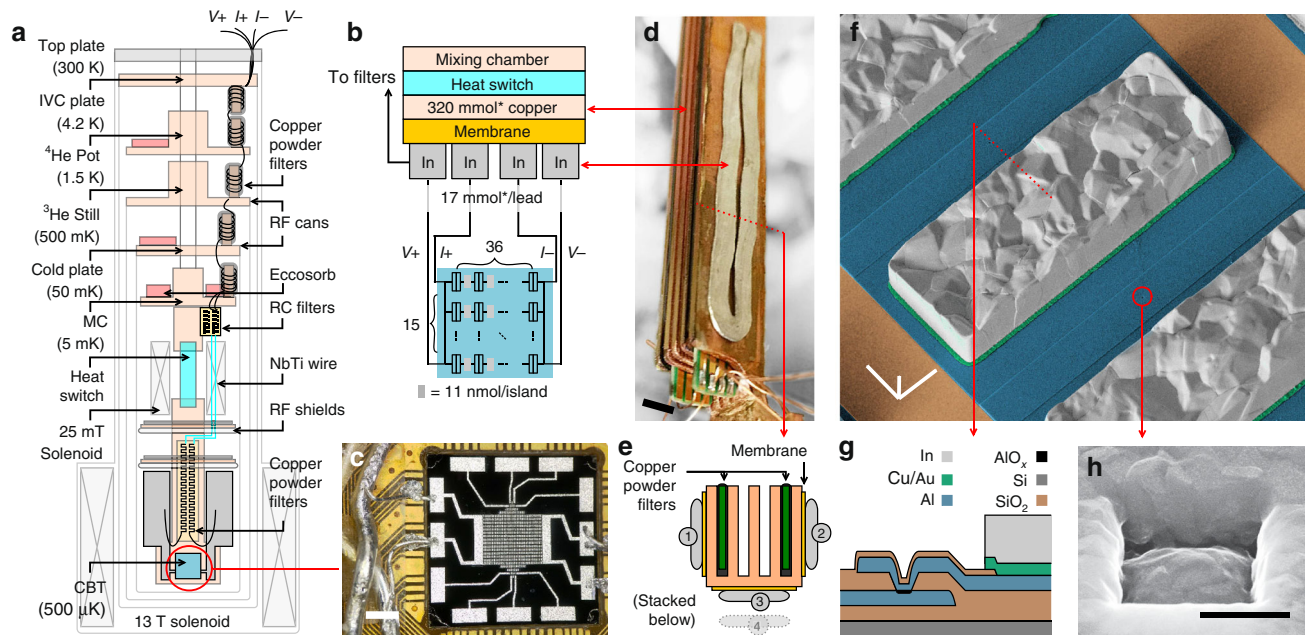 V+ I+ I– V–
a
Top plate
(300 K)
IVC plate
(4.2 K)
⁴He Pot
(1.5 K)
³He Still
(500 mK)
Cold plate
(50 mK)
MC
(5 mK)
Heat
switch
25 mT
Solenoid
CBT
(500 µK)
13 T solenoid
Copper
powder
filters
RF cans
Eccosorb
RC filters
NbTi wire
RF shields
Copper
powder
filters
b
To filters
Mixing chamber
Heat switch
320 mmol* copper
Membrane
In In In In
17 mmol*/lead
V+ I+ I– V–
36
15
= 11 nmol/island
c
d
e
Copper
powder
filters
Membrane
1
2
3
4
(Stacked
below)
f
g
In
Cu/Au
Al
AlOₓ
Si
SiO₂
h